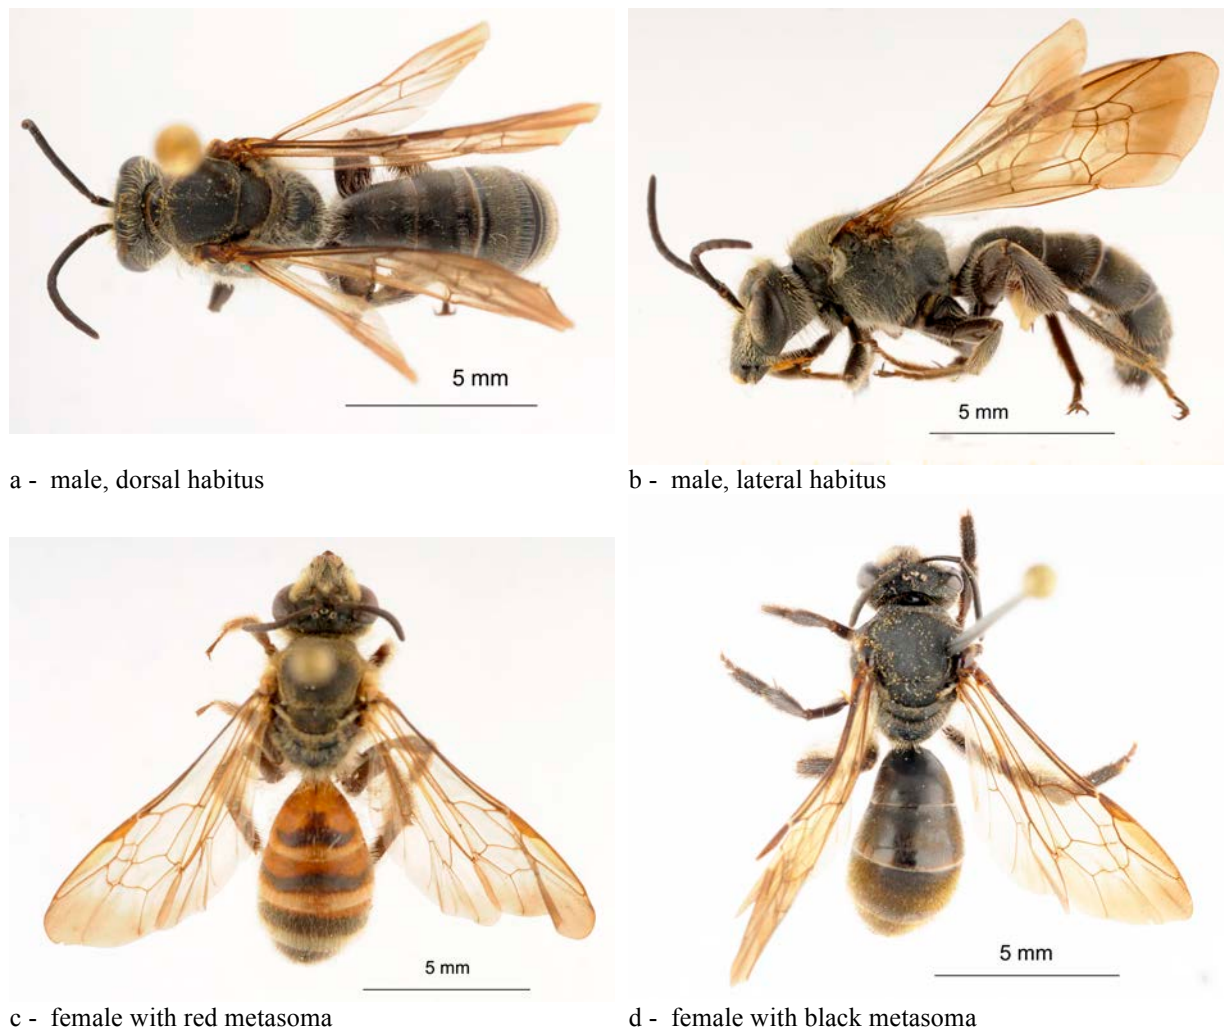 5 mm
5 mm
a - male, dorsal habitus
b - male, lateral habitus
5 mm
5 mm
c - female with red metasoma
d - female with black metasoma